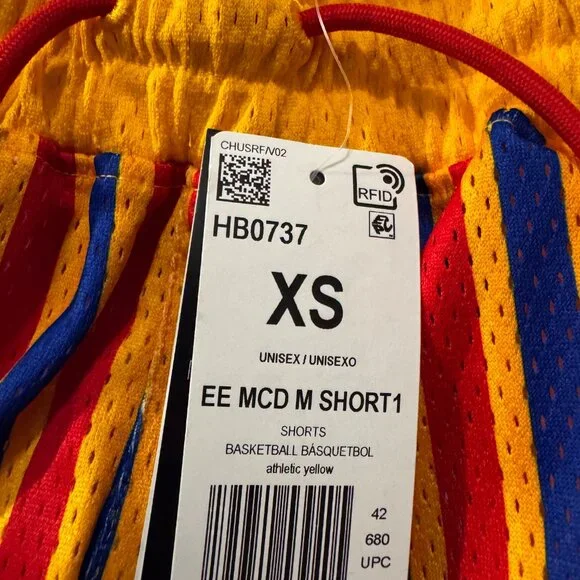 CHUSRF/V02
RFID
HB0737
XS
UNISEX / UNISEXO
EE MCD M SHORT1
SHORTS
BASKETBALL BÁSQUETBOL
athletic yellow
42
680
UPC